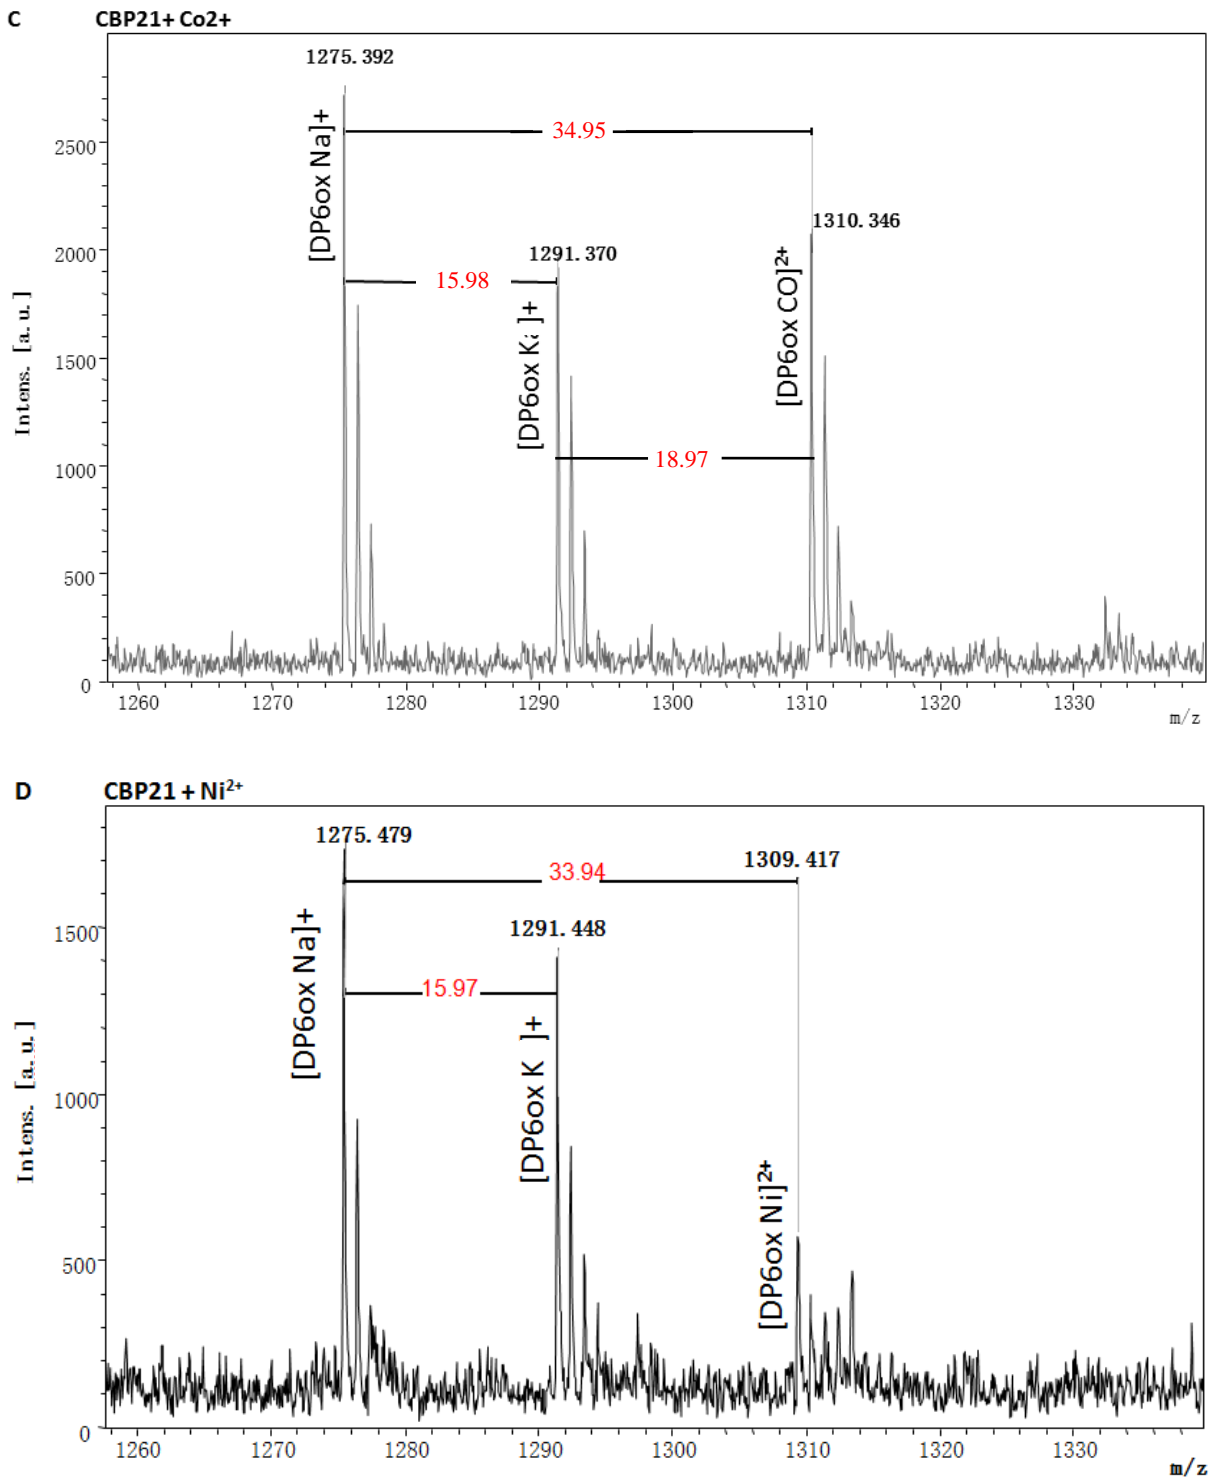 C CBP21+ Co2+
1275.392
34.95
1310.346
1291.370
15.98
18.97
[DP6ox Na]+
[DP6ox K ]+
[DP6ox CO]²⁺
Intens. [a.u.]
2500
2000
1500
1000
500
0
1260 1270 1280 1290 1300 1310 1320 1330
m/z
D CBP21 + Ni²⁺
1275.479
33.94
1309.417
1291.448
15.97
[DP6ox Na]+
[DP6ox K ]+
[DP6ox Ni]²⁺
Intens. [a.u.]
1500
1000
500
0
1260 1270 1280 1290 1300 1310 1320 1330
m/z